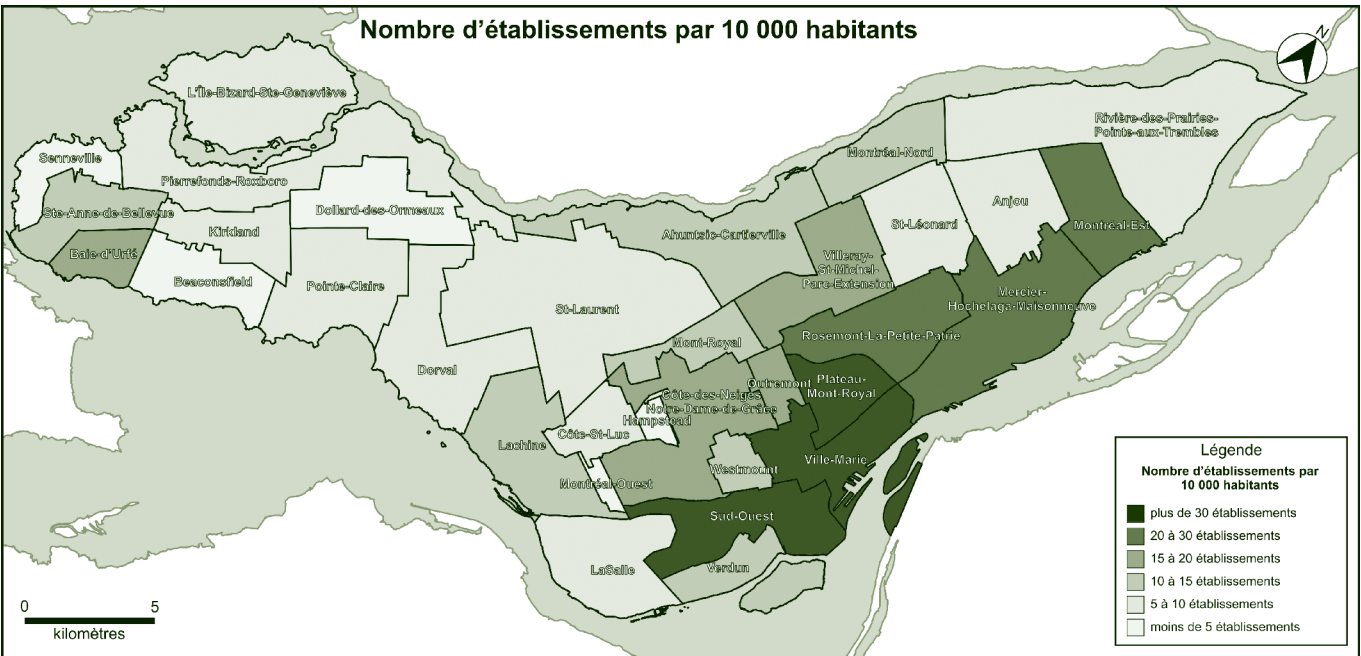 Nombre d'établissements par 10 000 habitants
N
L'Île-Bizard-Ste-Geneviève
Rivière-des-Prairies-
Pointe-aux-Trembles
Senneville
Montréal-Nord
Pierrefonds-Roxboro
Ste-Anne-de-Bellevue
Dollard-des-Ormeaux
Anjou
St-Léonard
Montréal-Est
Kirkland
Ahuntsic-Cartierville
Baie-d'Urfé
Villeray-
St-Michel-
Parc-Extension
Beaconsfield
Pointe-Claire
Mercier-
Hochelaga-Maisonneuve
St-Laurent
Rosemont-La-Petite-Patrie
Mont-Royal
Dorval
Outremont
Plateau-
Mont-Royal
Côte-des-Neiges
Notre-Dame-de-Grâce
Hampstead
Côte-St-Luc
Lachine
Ville-Marie
Westmount
Montréal-Ouest
Sud-Ouest
LaSalle
Verdun
Légende
Nombre d'établissements par
10 000 habitants
plus de 30 établissements
20 à 30 établissements
15 à 20 établissements
10 à 15 établissements
5 à 10 établissements
moins de 5 établissements
0 5
kilomètres